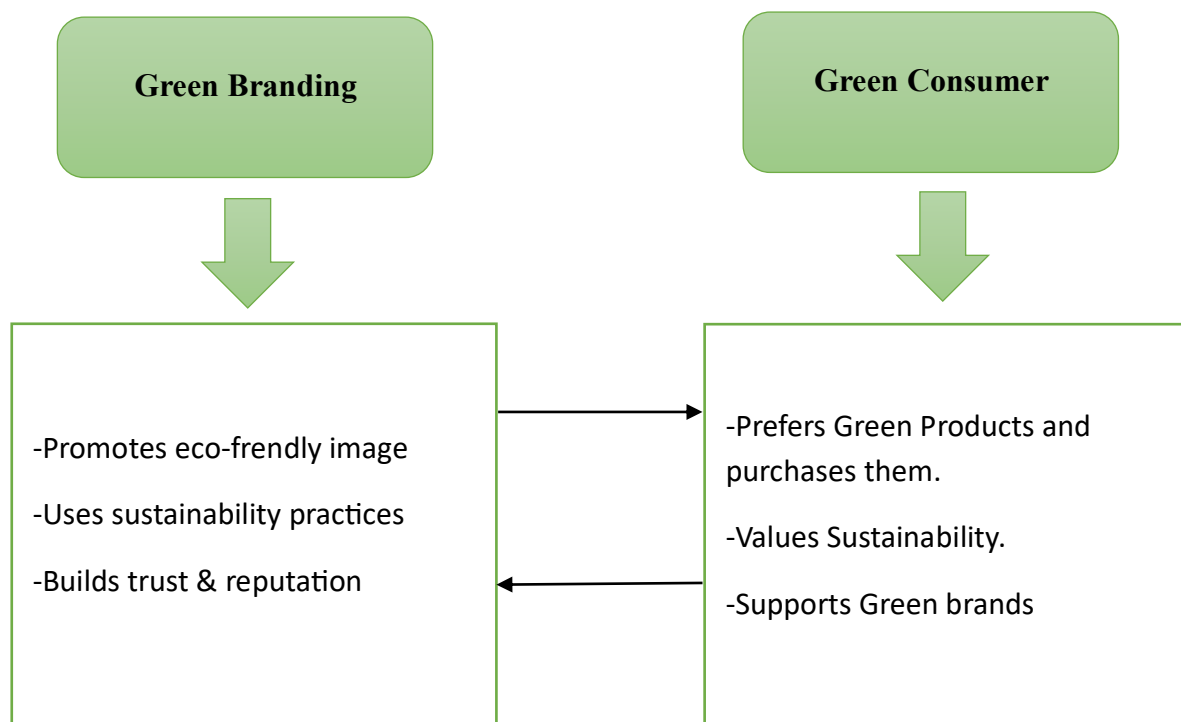 Green Branding
Green Consumer
-Promotes eco-frendly image
-Uses sustainability practices
-Builds trust & reputation
-Prefers Green Products and
purchases them.
-Values Sustainability.
-Supports Green brands